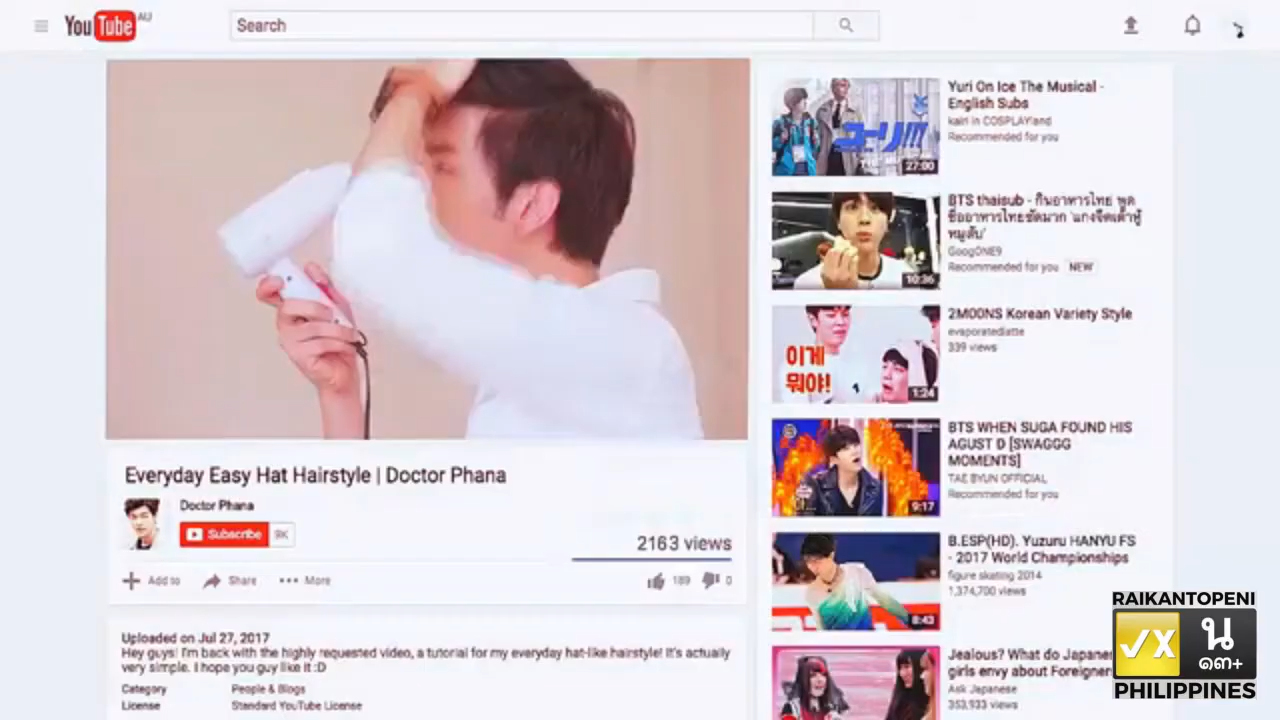 YouTube AU
Search
Everyday Easy Hat Hairstyle | Doctor Phana
Doctor Phana
Subscribe 9K
2163 views
Add to Share More
189 0
Uploaded on Jul 27, 2017
Hey guys! I'm back with the highly requested video, a tutorial for my everyday hat-like hairstyle! It's actually
very simple. I hope you guy like it :D
Category People & Blogs
License Standard YouTube License
27:00
Yuri On Ice The Musical -
English Subs
kairi in COSPLAYland
Recommended for you
10:36
BTS thaisub - กินอาหารไทย พูด
ชื่ออาหารไทยชัดมาก 'แกงจืดเต้าหู้
หมูสับ'
GoogONE9
Recommended for you NEW
이게
뭐야!
1:24
2MOONS Korean Variety Style
evaporatedlatte
339 views
9:17
BTS WHEN SUGA FOUND HIS
AGUST D [SWAGGG
MOMENTS]
TAE BYUN OFFICIAL
Recommended for you
8:43
B.ESP(HD). Yuzuru HANYU FS
- 2017 World Championships
figure skating 2014
1,374,700 views
Jealous? What do Japane
girls envy about Foreigner
Ask Japanese
353,933 views
RAIKANTOPENI
√X น
๑๓+
PHILIPPINES